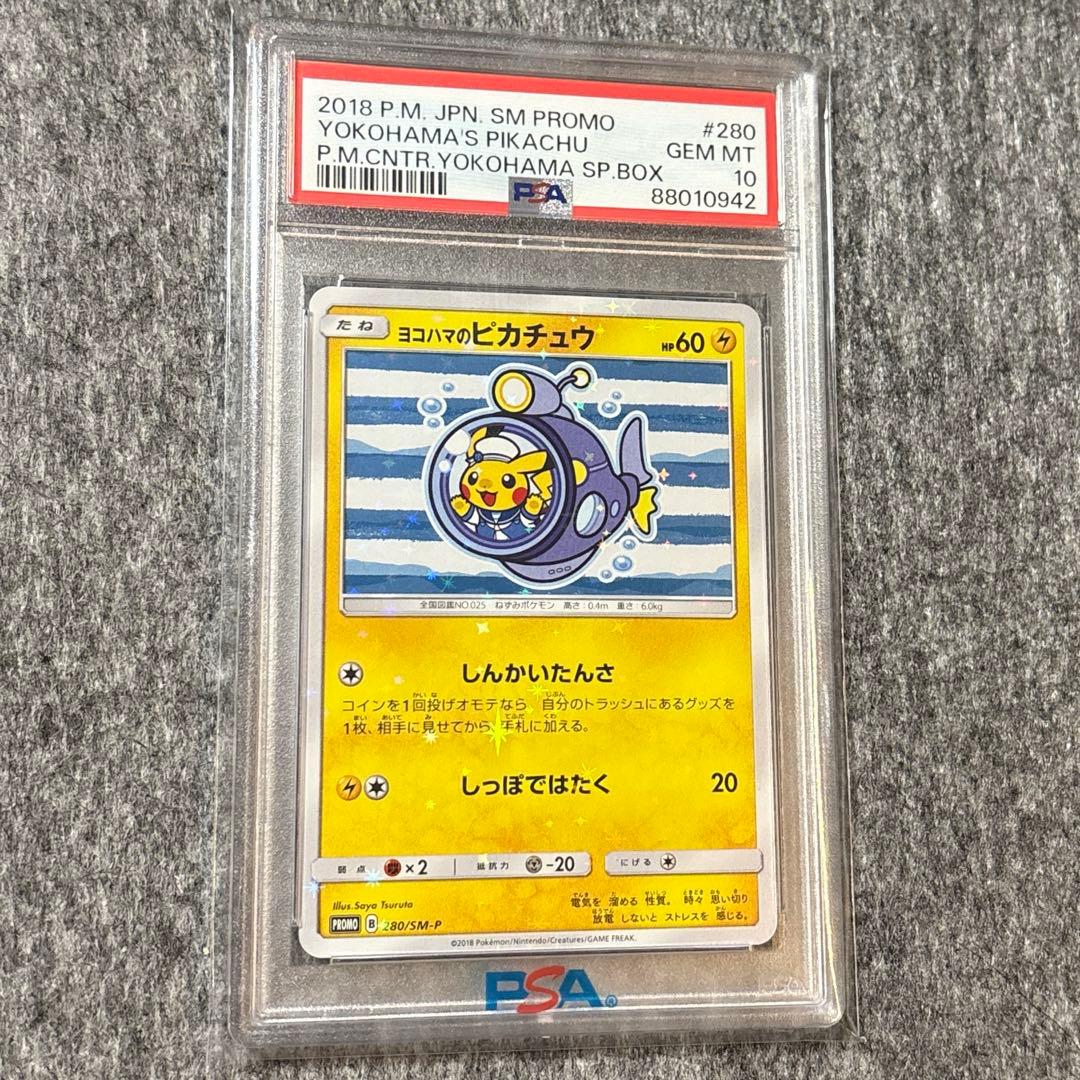 2018 P.M. JPN. SM PROMO #280
YOKOHAMA'S PIKACHU GEM MT
P.M.CNTR.YOKOHAMA SP.BOX 10
PSA 88010942
たね ヨコハマのピカチュウ HP60
全国図鑑NO.025 ねずみポケモン 高さ:0.4m 重さ:6.0kg
しんかいたんさ
コインを1回投げオモテなら、自分のトラッシュにあるグッズを
1枚、相手に見せてから、手札に加える。
しっぽではたく 20
弱点 ×2 抵抗力 -20 にげる
Illus.Saya Tsuruta
電気を 溜める 性質。 時々 思い切り
放電 しないと ストレスを 感じる。
PROMO B 280/SM-P
©2018 Pokémon/Nintendo/Creatures/GAME FREAK.
PSA®